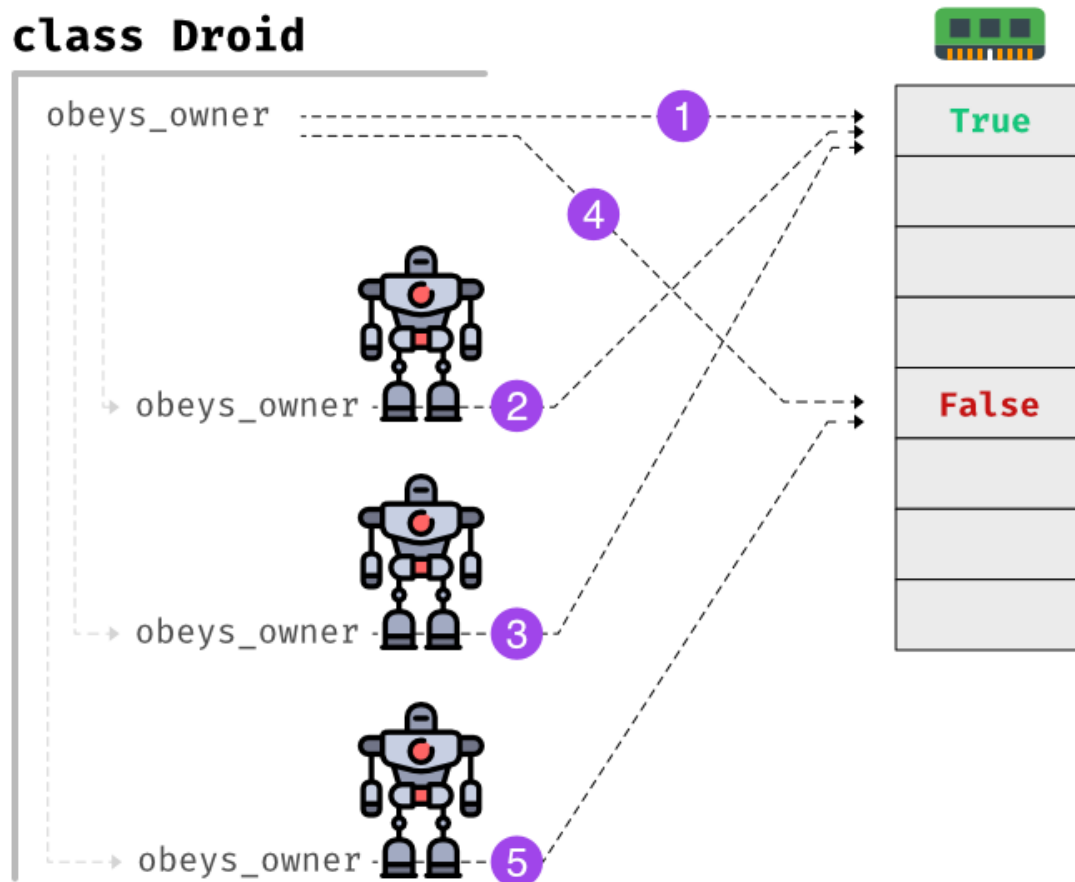 class Droid
obeys_owner
1
True
4
obeys_owner
2
False
obeys_owner
3
obeys_owner
5